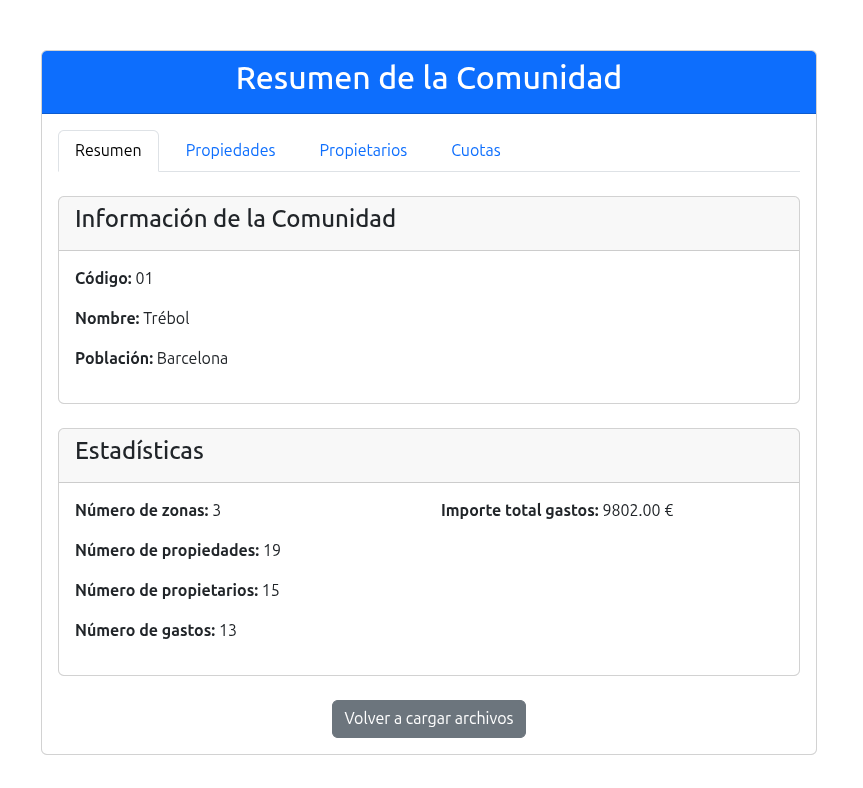 Resumen de la Comunidad
Resumen Propiedades Propietarios Cuotas
Información de la Comunidad
Código: 01
Nombre: Trébol
Población: Barcelona
Estadísticas
Número de zonas: 3
Número de propiedades: 19
Número de propietarios: 15
Número de gastos: 13
Importe total gastos: 9802.00 €
Volver a cargar archivos